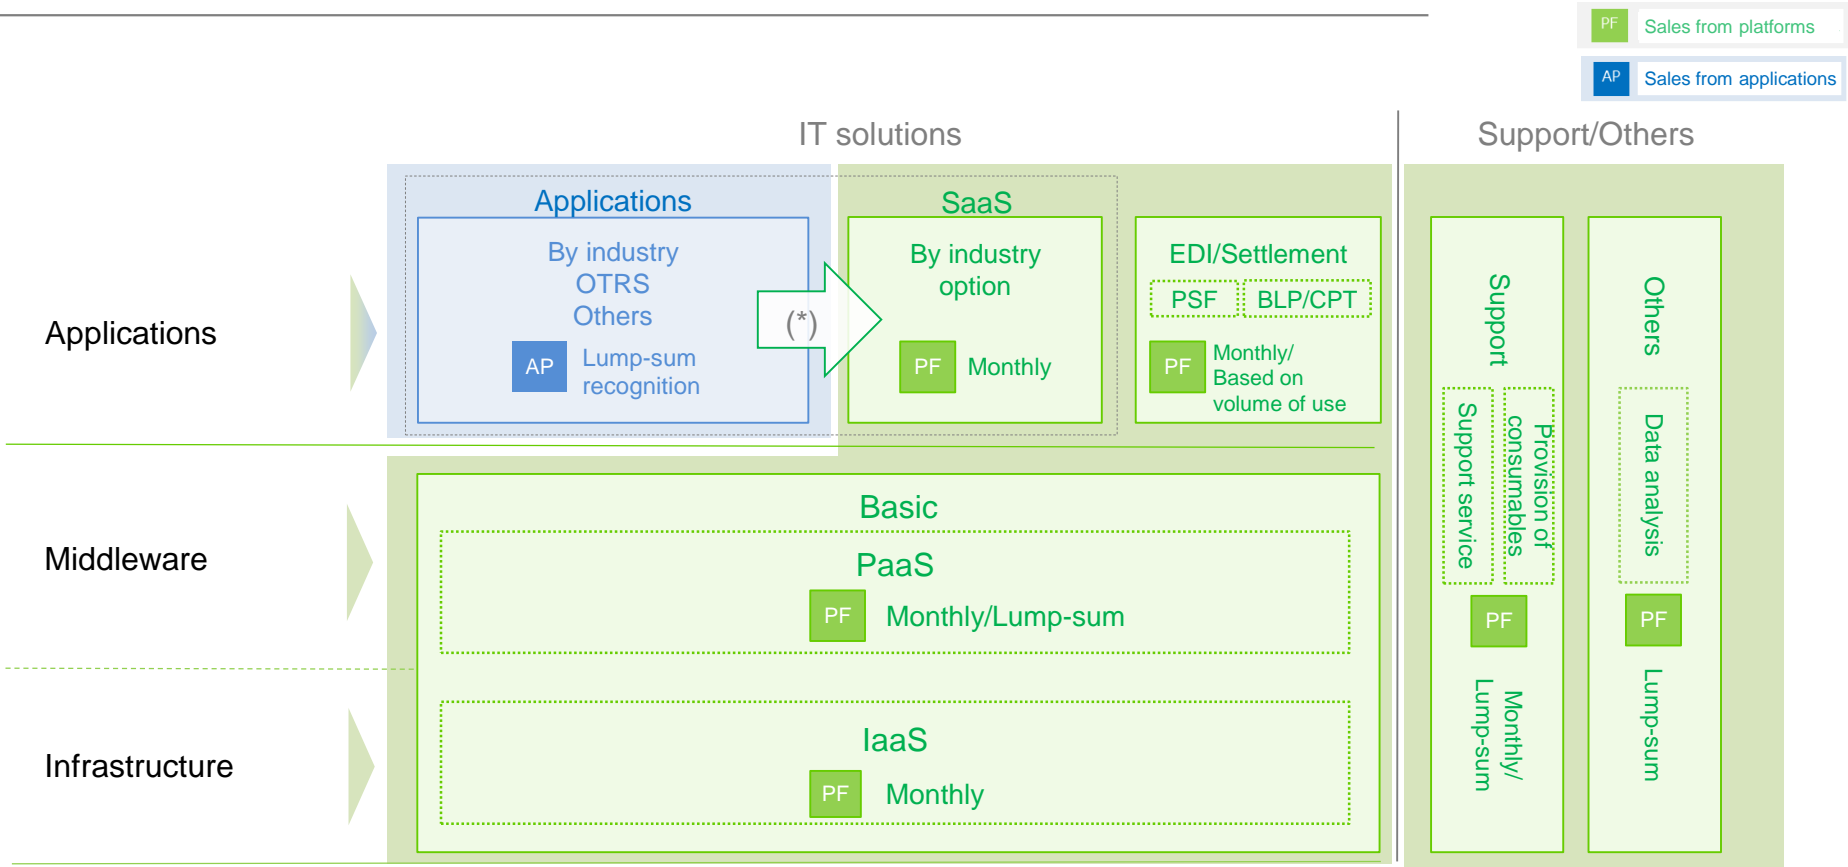 PF
Sales from platforms
AP
Sales from applications
IT solutions
Support/Others
Applications
Applications
By industry
OTRS
Others
AP
Lump-sum
recognition
(*)
SaaS
By industry
option
PF
Monthly
EDI/Settlement
PSF
BLP/CPT
PF
Monthly/
Based on
volume of use
Middleware
Basic
PaaS
PF
Monthly/Lump-sum
Infrastructure
IaaS
PF
Monthly
Support
Provision of
consumables
Support service
PF
Monthly/
Lump-sum
Others
Data analysis
PF
Lump-sum